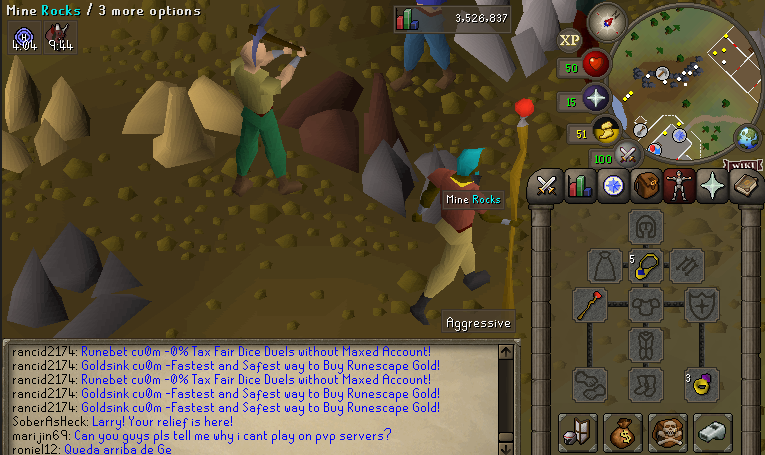 Mine Rocks / 3 more options
3,526,837
4:04 9:44
XP
50
15
51
100
WIKI
Mine Rocks
5
3
Aggressive
rancid2174: Runebet cu0m -0% Tax Fair Dice Duels without Maxed Account!
rancid2174: Goldsink cu0m -Fastest and Safest way to Buy Runescape Gold!
rancid2174: Runebet cu0m -0% Tax Fair Dice Duels without Maxed Account!
rancid2174: Goldsink cu0m -Fastest and Safest way to Buy Runescape Gold!
rancid2174: Goldsink cu0m -Fastest and Safest way to Buy Runescape Gold!
SoberAsHeck: Larry! Your relief is here!
marijin69: Can you guys pls tell me why i cant play on pvp servers?
roniel12: Queda arriba de Ge